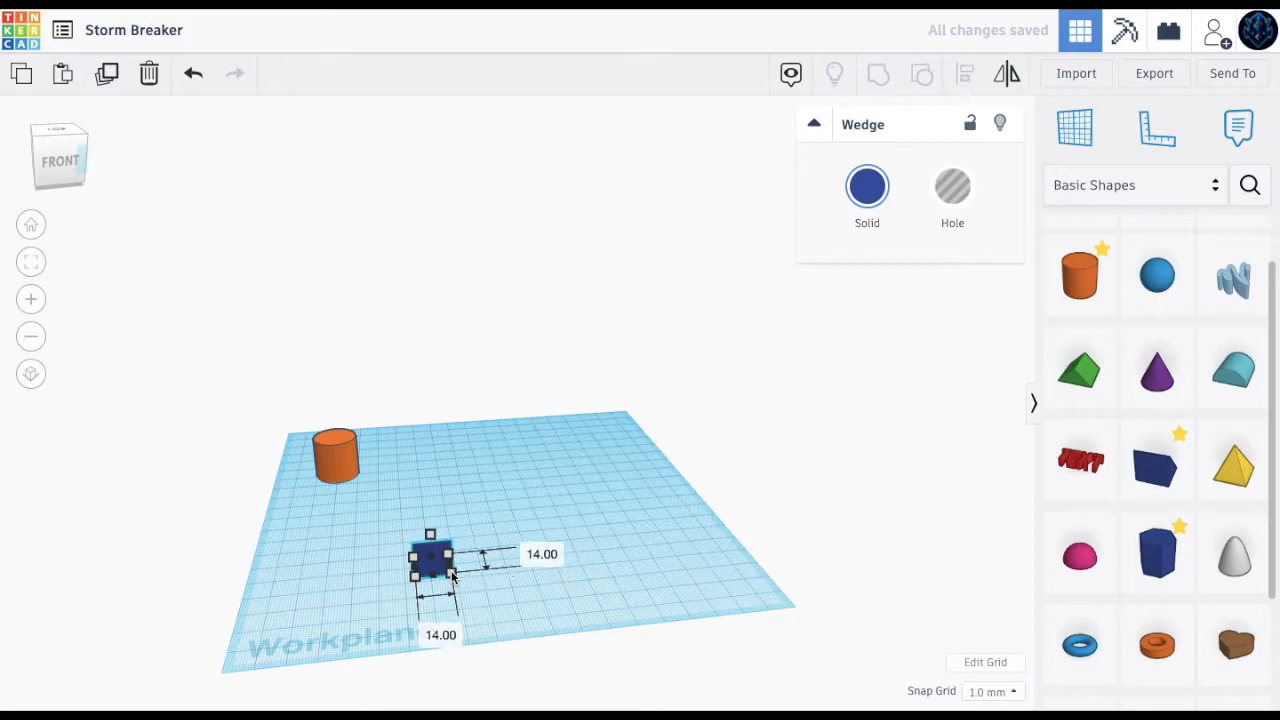 TIN
KER
CAD
Storm Breaker
All changes saved
Import
Export
Send To
FRONT
Wedge
Solid
Hole
Basic Shapes
TEXT
14.00
14.00
Workplan
Edit Grid
Snap Grid
1.0 mm